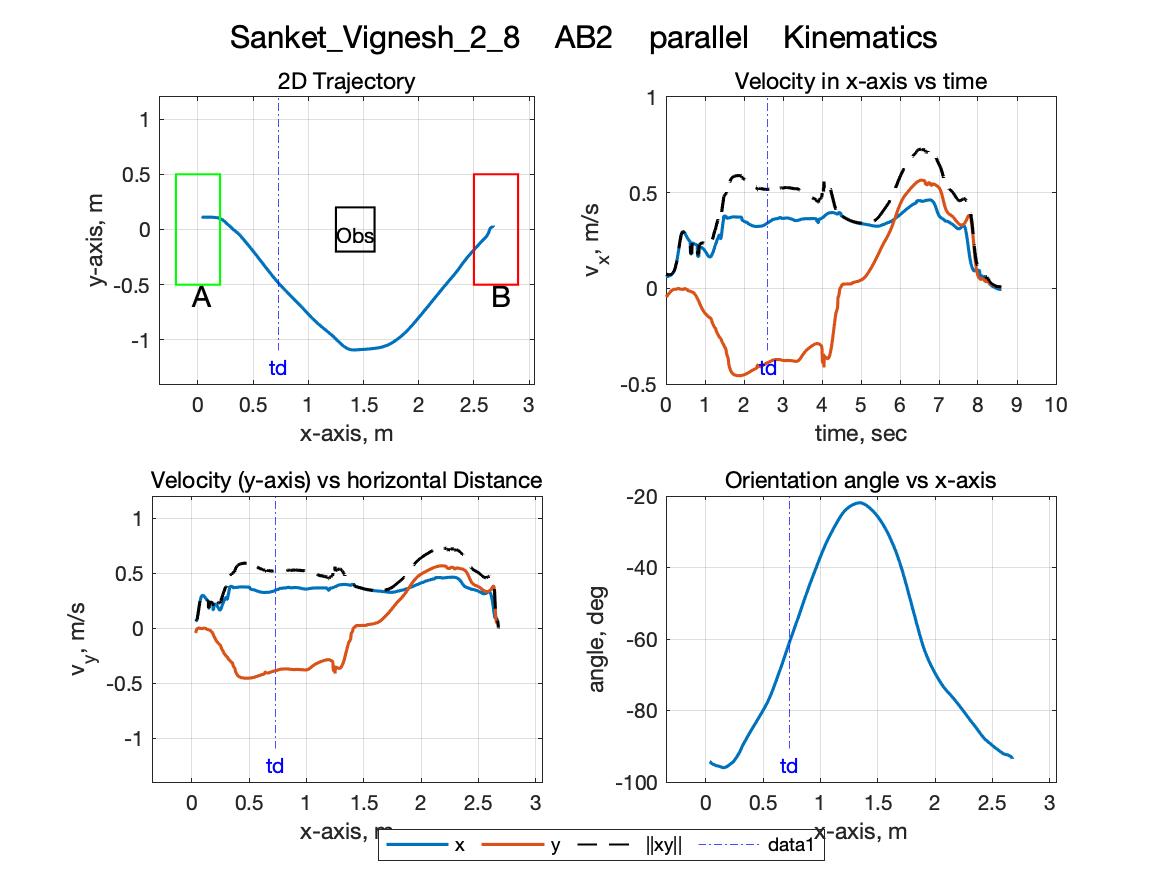 Sanket_Vignesh_2_8 AB2 parallel Kinematics
2D Trajectory
1
0.5
0
-0.5
-1
y-axis, m
A
Obs
B
td
0 0.5 1 1.5 2 2.5 3
x-axis, m
Velocity in x-axis vs time
1
0.5
0
-0.5
v_x, m/s
td
0 1 2 3 4 5 6 7 8 9 10
time, sec
Velocity (y-axis) vs horizontal Distance
1
0.5
0
-0.5
-1
v_y, m/s
td
0 0.5 1 1.5 2 2.5 3
x-axis, m
Orientation angle vs x-axis
-20
-40
-60
-80
-100
angle, deg
td
0 0.5 1 1.5 2 2.5 3
x-axis, m
x y ||xy|| data1